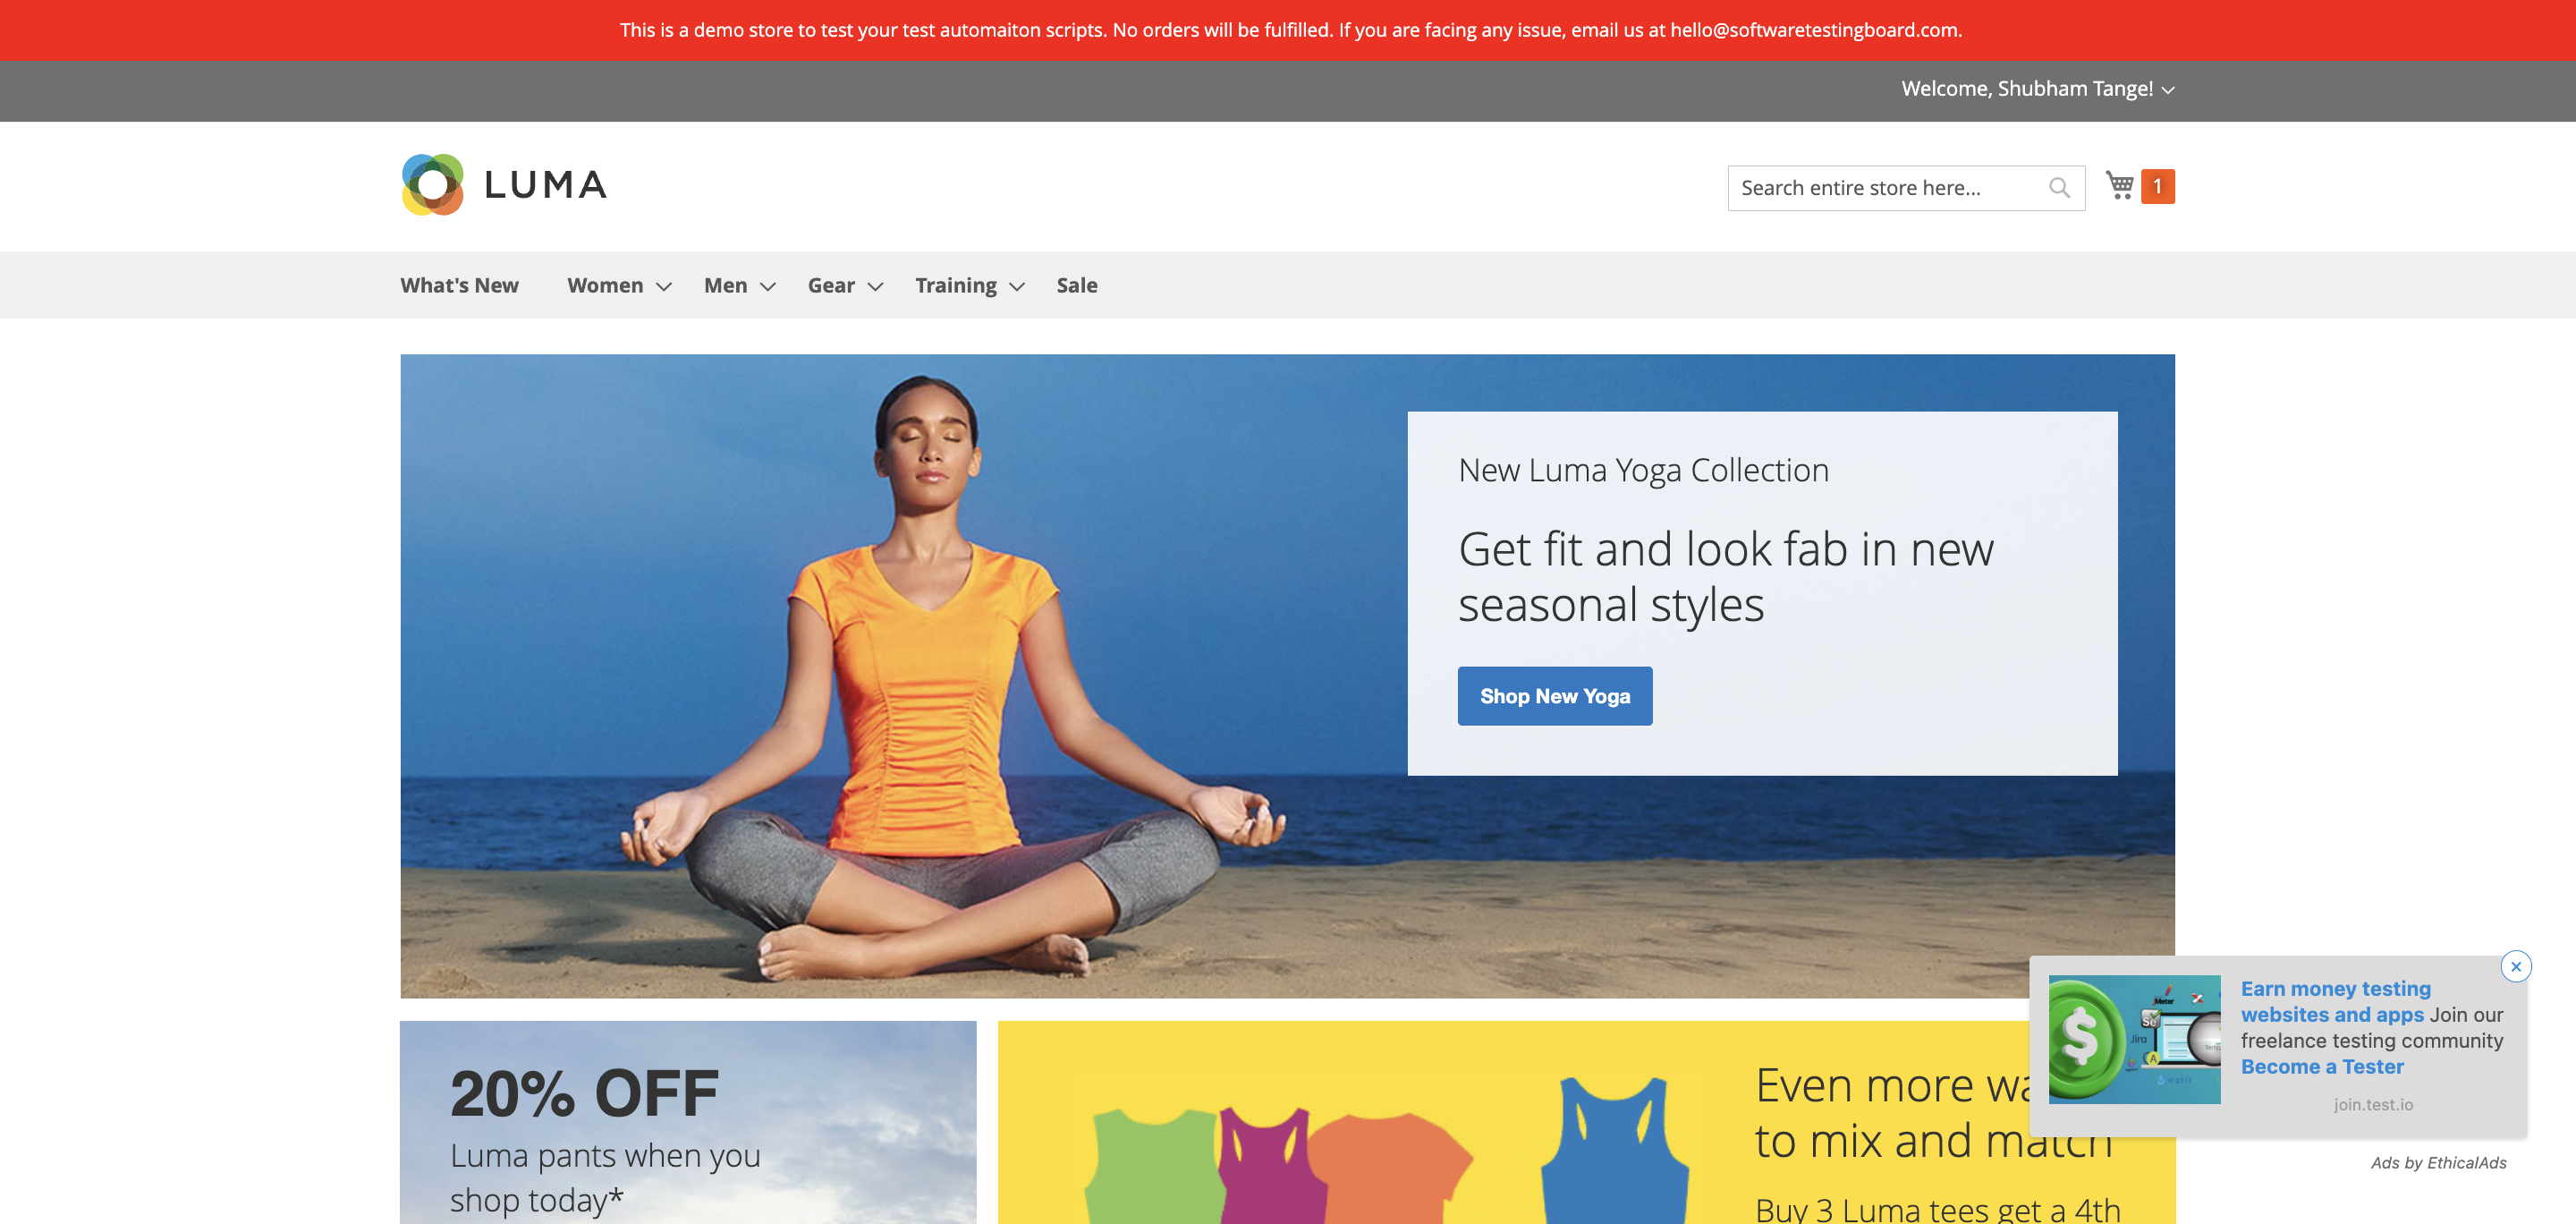 This is a demo store to test your test automaiton scripts. No orders will be fulfilled. If you are facing any issue, email us at hello@softwaretestingboard.com.
Welcome, Shubham Tange!
LUMA
Search entire store here...
1
What's New
Women
Men
Gear
Training
Sale
New Luma Yoga Collection
Get fit and look fab in new
seasonal styles
Shop New Yoga
20% OFF
Luma pants when you
shop today*
Even more wa
to mix and match
Buy 3 Luma tees get a 4th
Meter
Se
Jira
A
watir
Earn money testing
websites and apps Join our
freelance testing community
Become a Tester
join.test.io
Ads by EthicalAds